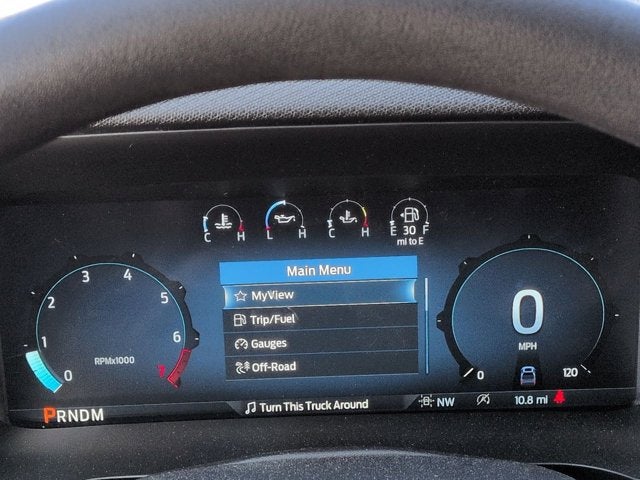 C H L H C H E 30 F
mi to E
Main Menu
MyView
Trip/Fuel
Gauges
Off-Road
0 1 2 3 4 5 6 7
RPMx1000
0
MPH
0 120
PRNDM
Turn This Truck Around
NW
10.8 mi